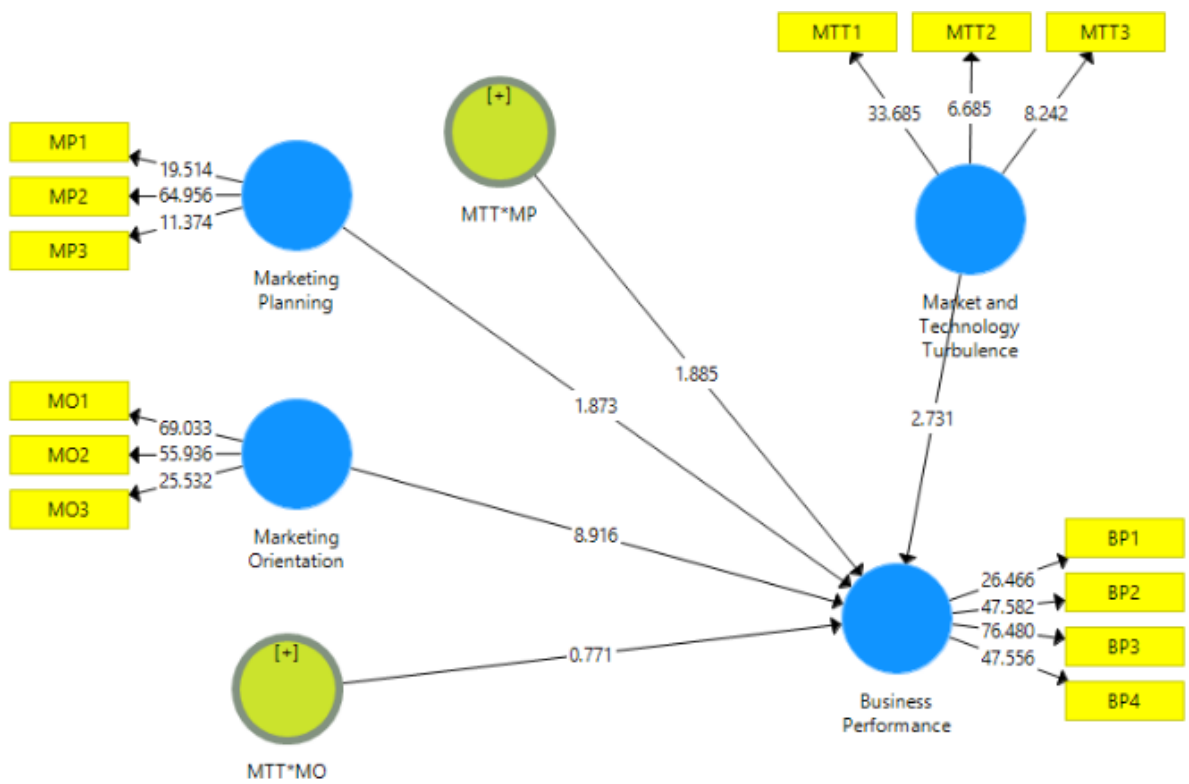 MTT1
MTT2
MTT3
[+]
33.685
6.685
8.242
MP1
MP2
MP3
19.514
64.956
11.374
MTT*MP
Marketing
Planning
Market and
Technology
Turbulence
1.885
1.873
2.731
MO1
MO2
MO3
69.033
55.936
25.532
Marketing
Orientation
8.916
BP1
BP2
BP3
BP4
26.466
47.582
76.480
47.556
[+]
0.771
Business
Performance
MTT*MO